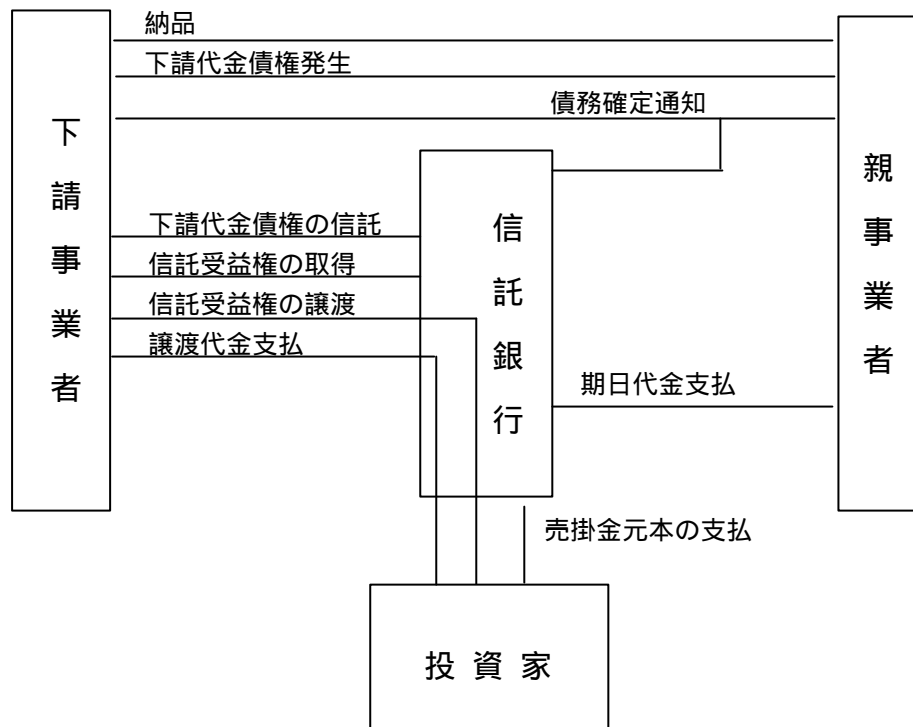 納品
下請代金債権発生
債務確定通知
下請事業者
信託銀行
親事業者
下請代金債権の信託
信託受益権の取得
信託受益権の譲渡
譲渡代金支払
期日代金支払
売掛金元本の支払
投資家